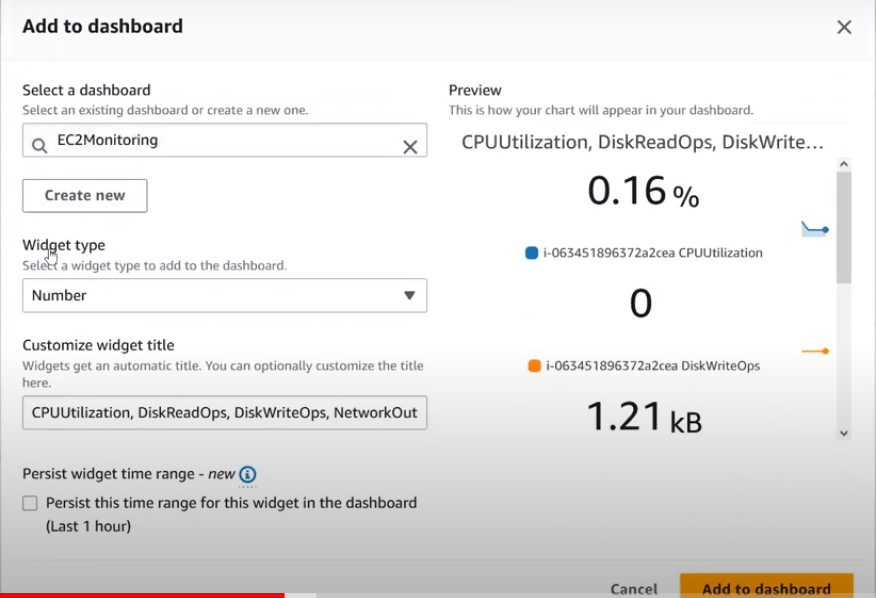 Add to dashboard
Select a dashboard
Select an existing dashboard or create a new one.
EC2Monitoring
Create new
Widget type
Select a widget type to add to the dashboard.
Number
Customize widget title
Widgets get an automatic title. You can optionally customize the title
here.
CPUUtilization, DiskReadOps, DiskWriteOps, NetworkOut
Persist widget time range - new
Persist this time range for this widget in the dashboard
(Last 1 hour)
Preview
This is how your chart will appear in your dashboard.
CPUUtilization, DiskReadOps, DiskWrite...
0.16 %
i-063451896372a2cea CPUUtilization
0
i-063451896372a2cea DiskWriteOps
1.21 kB
Cancel
Add to dashboard